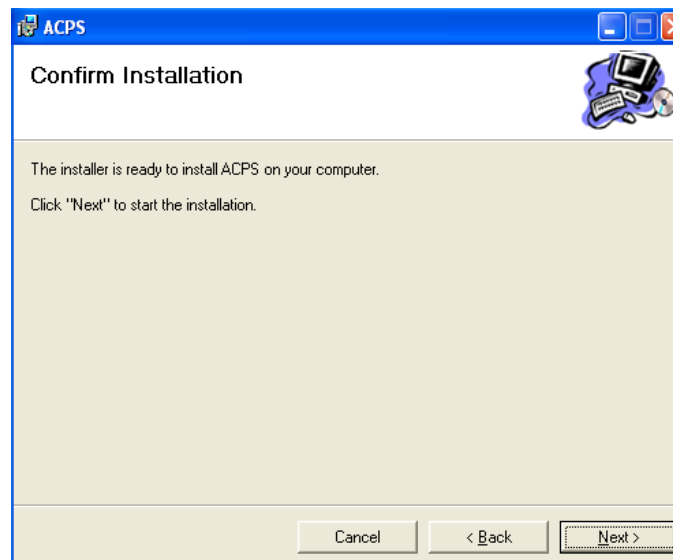 ACPS
Confirm Installation
The installer is ready to install ACPS on your computer.
Click "Next" to start the installation.
Cancel
< Back
Next >